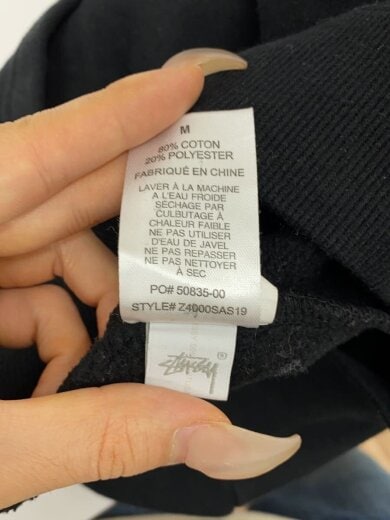 M
80% COTON
20% POLYESTER
FABRIQUÉ EN CHINE
LAVER À LA MACHINE
A L'EAU FROIDE
SÉCHAGE PAR
CULBUTAGE À
CHALEUR FAIBLE
NE PAS UTILISER
D'EAU DE JAVEL
NE PAS REPASSER
NE PAS NETTOYER
À SEC
PO# 50835-00
STYLE# Z4000SAS19
Stüssy ®